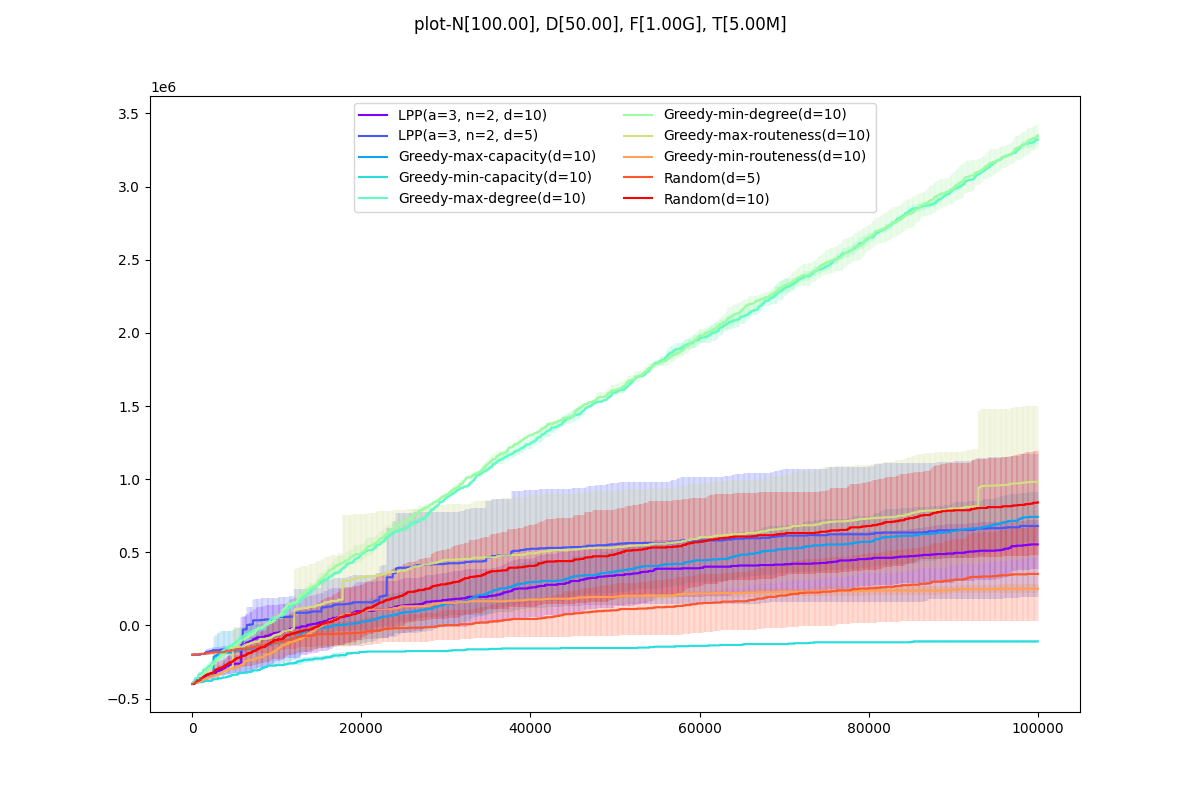 plot-N[100.00], D[50.00], F[1.00G], T[5.00M]
1e6
3.5
3.0
2.5
2.0
1.5
1.0
0.5
0.0
−0.5
LPP(a=3, n=2, d=10)
LPP(a=3, n=2, d=5)
Greedy-max-capacity(d=10)
Greedy-min-capacity(d=10)
Greedy-max-degree(d=10)
Greedy-min-degree(d=10)
Greedy-max-routeness(d=10)
Greedy-min-routeness(d=10)
Random(d=5)
Random(d=10)
0 20000 40000 60000 80000 100000